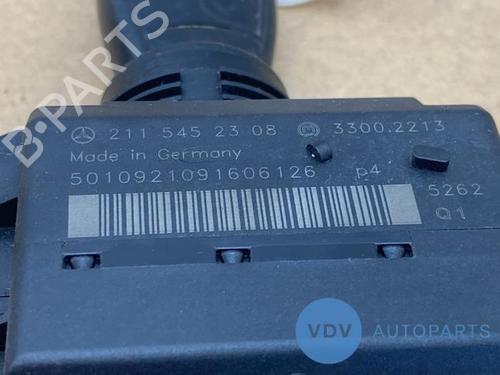 B-PARTS
211 545 23 08 3300.2213
Made in Germany
5010921091606126 p4
5262
Q1
VDV AUTOPARTS